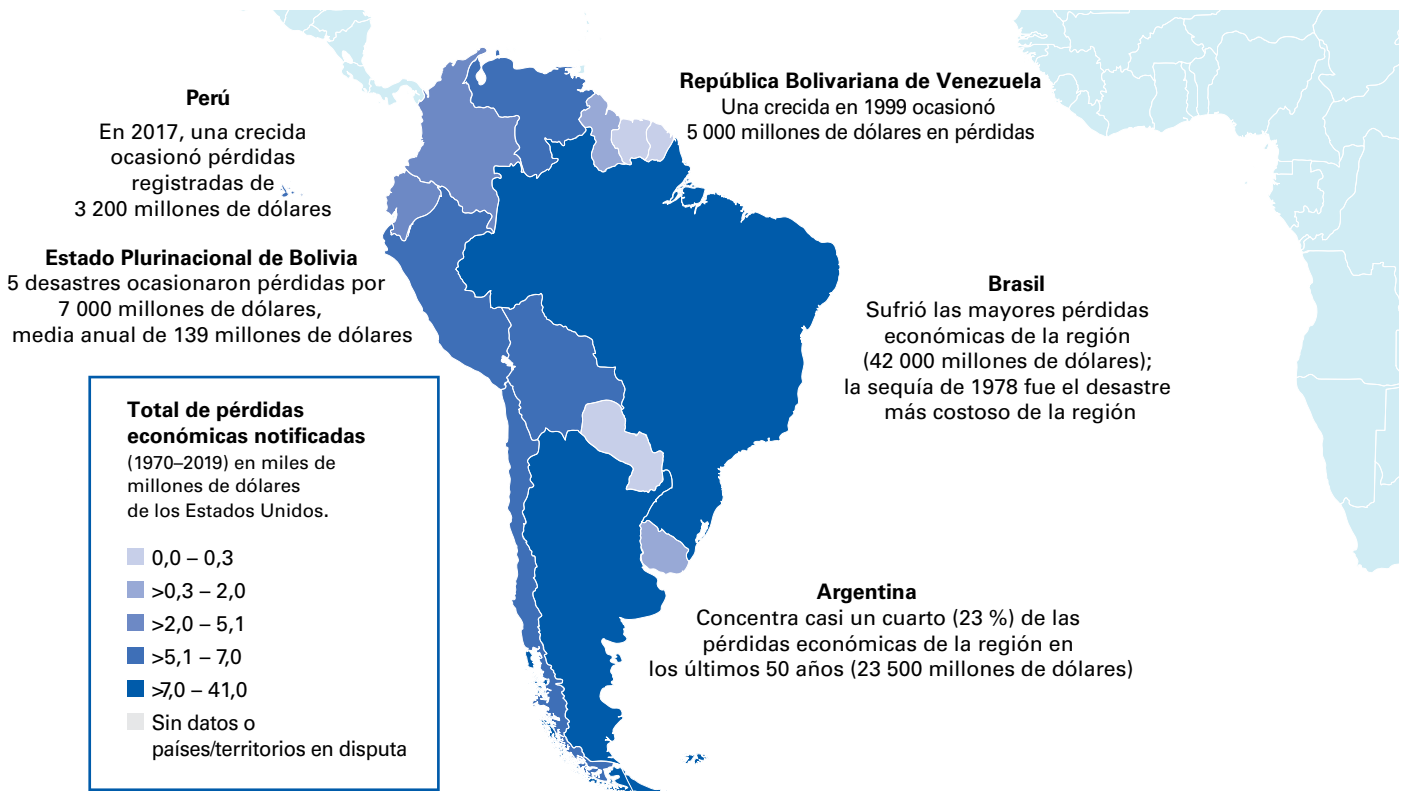 Perú
En 2017, una crecida
ocasionó pérdidas
registradas de
3 200 millones de dólares
República Bolivariana de Venezuela
Una crecida en 1999 ocasionó
5 000 millones de dólares en pérdidas
Estado Plurinacional de Bolivia
5 desastres ocasionaron pérdidas por
7 000 millones de dólares,
media anual de 139 millones de dólares
Brasil
Sufrió las mayores pérdidas
económicas de la región
(42 000 millones de dólares);
la sequía de 1978 fue el desastre
más costoso de la región
Total de pérdidas
económicas notificadas
(1970–2019) en miles de
millones de dólares
de los Estados Unidos.
0,0 – 0,3
>0,3 – 2,0
>2,0 – 5,1
>5,1 – 7,0
>7,0 – 41,0
Sin datos o
países/territorios en disputa
Argentina
Concentra casi un cuarto (23 %) de las
pérdidas económicas de la región en
los últimos 50 años (23 500 millones de dólares)